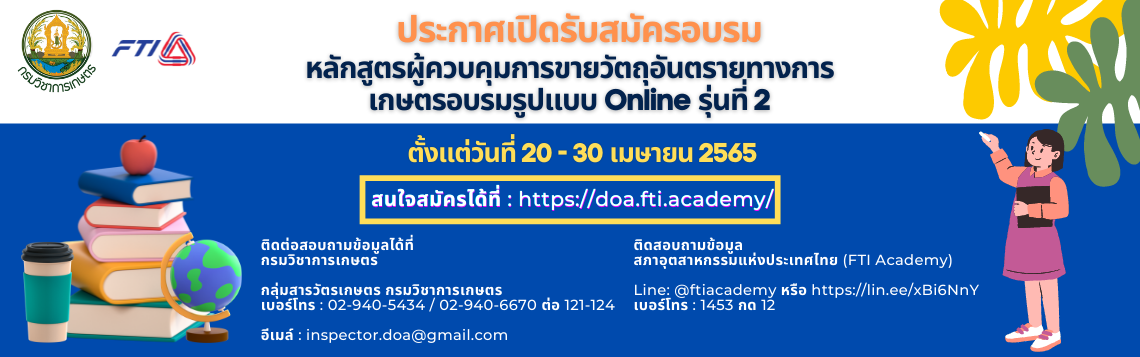 กรมวิชาการเกษตร
FTI
ประกาศเปิดรับสมัครอบรม
หลักสูตรผู้ควบคุมการขายวัตถุอันตรายทางการ
เกษตรอบรมรูปแบบ Online รุ่นที่ 2
ตั้งแต่วันที่ 20 - 30 เมษายน 2565
สนใจสมัครได้ที่ : https://doa.fti.academy/
ติดต่อสอบถามข้อมูลได้ที่
กรมวิชาการเกษตร
กลุ่มสารวัตรเกษตร กรมวิชาการเกษตร
เบอร์โทร : 02-940-5434 / 02-940-6670 ต่อ 121-124
อีเมล์ : inspector.doa@gmail.com
ติดสอบถามข้อมูล
สภาอุตสาหกรรมแห่งประเทศไทย (FTI Academy)
Line: @ftiacademy หรือ https://lin.ee/xBi6NnY
เบอร์โทร : 1453 กด 12